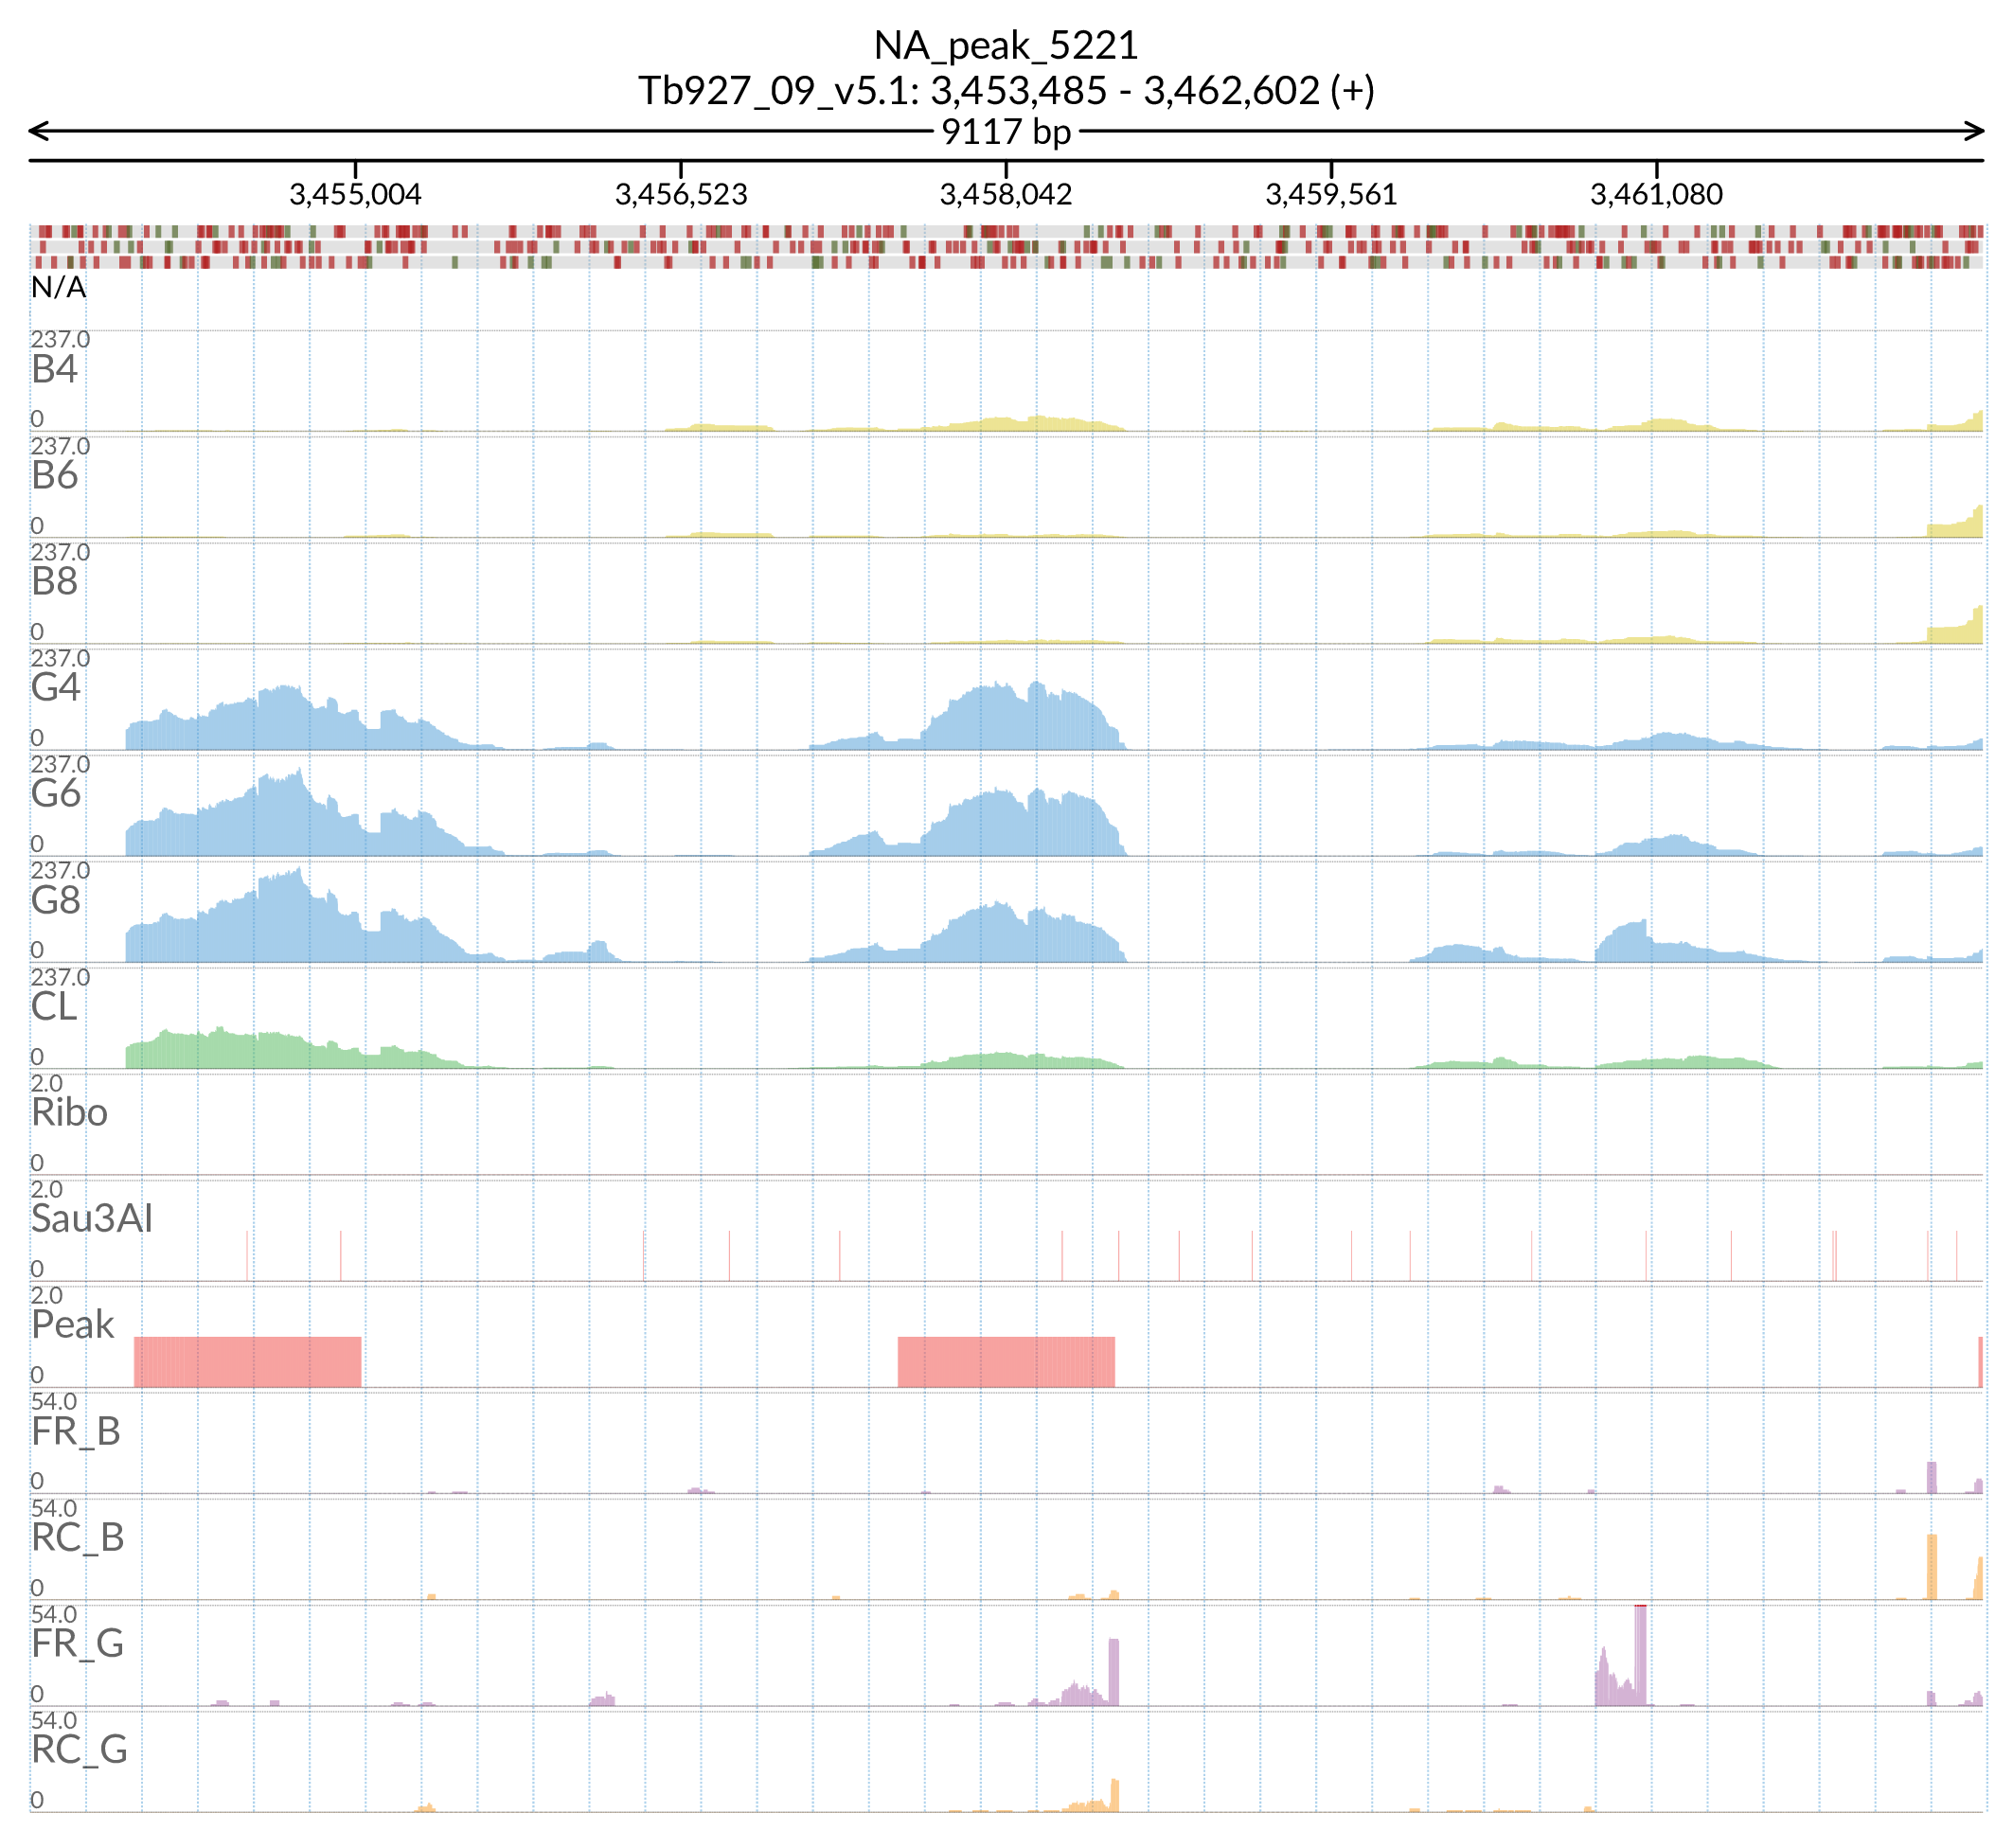 NA_peak_5221
Tb927_09_v5.1: 3,453,485 - 3,462,602 (+)
9117 bp
3,455,004 3,456,523 3,458,042 3,459,561 3,461,080
N/A
237.0
B4
0
237.0
B6
0
237.0
B8
0
237.0
G4
0
237.0
G6
0
237.0
G8
0
237.0
CL
0
2.0
Ribo
0
2.0
Sau3AI
0
2.0
Peak
0
54.0
FR_B
0
54.0
RC_B
0
54.0
FR_G
0
54.0
RC_G
0